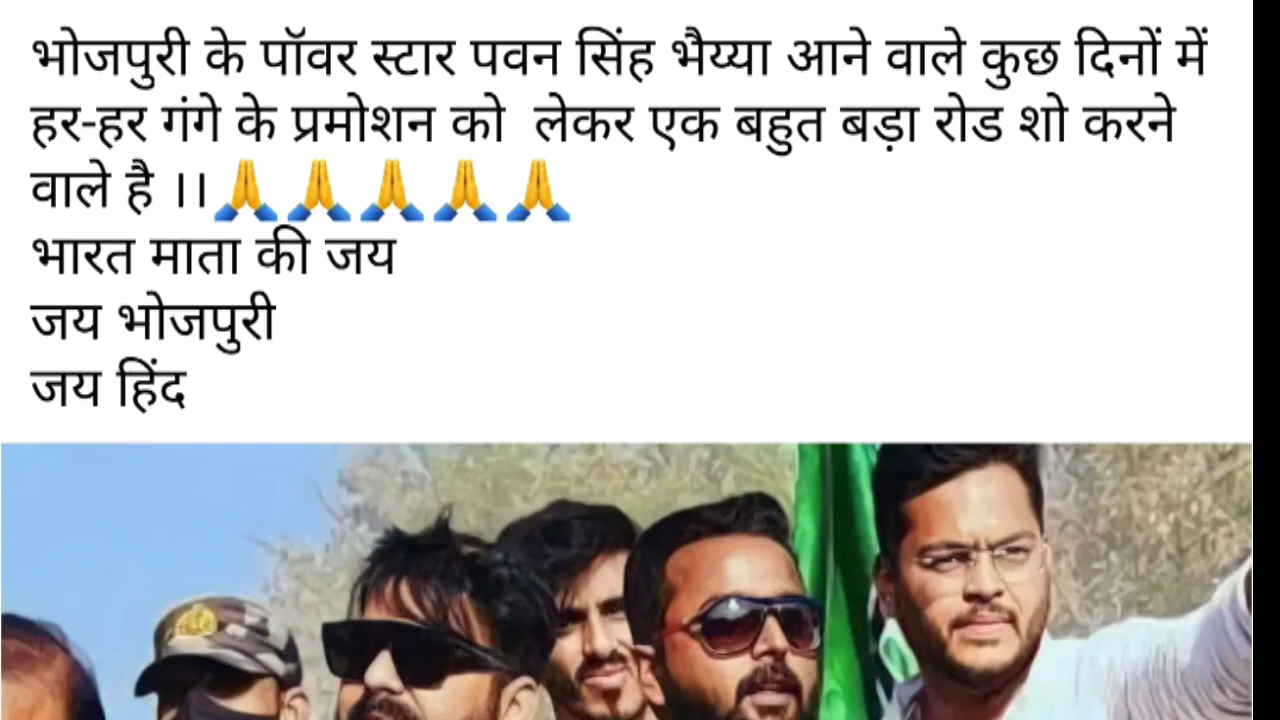 भोजपुरी के पॉवर स्टार पवन सिंह भैय्या आने वाले कुछ दिनों में
हर-हर गंगे के प्रमोशन को  लेकर एक बहुत बड़ा रोड शो करने
वाले है ।।🙏🙏🙏🙏🙏
भारत माता की जय
जय भोजपुरी
जय हिंद